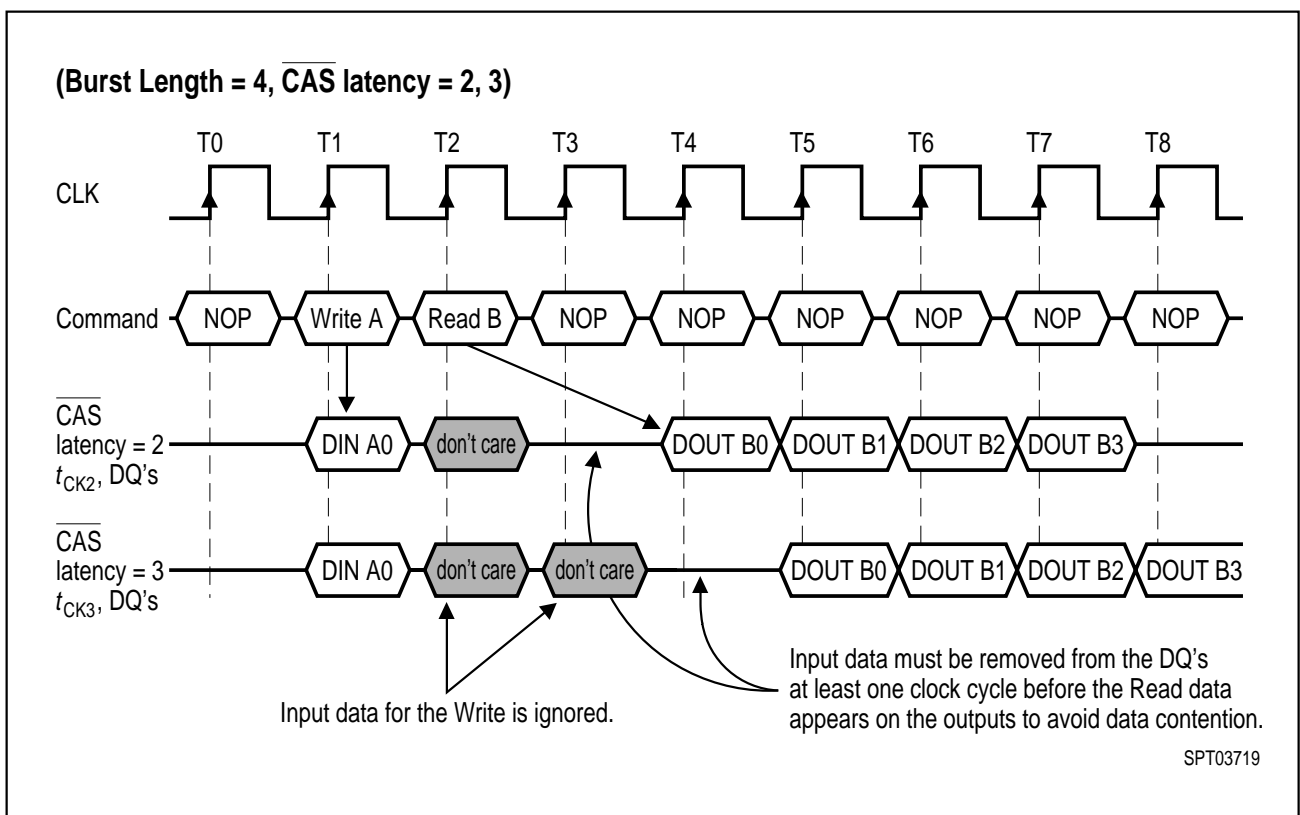 (Burst Length = 4, CAS latency = 2, 3)
T0 T1 T2 T3 T4 T5 T6 T7 T8
CLK
Command NOP Write A Read B NOP NOP NOP NOP NOP NOP
CAS
latency = 2 DIN A0 don't care DOUT B0 DOUT B1 DOUT B2 DOUT B3
tCK2, DQ's
CAS
latency = 3 DIN A0 don't care don't care DOUT B0 DOUT B1 DOUT B2 DOUT B3
tCK3, DQ's
Input data for the Write is ignored.
Input data must be removed from the DQ's
at least one clock cycle before the Read data
appears on the outputs to avoid data contention.
SPT03719